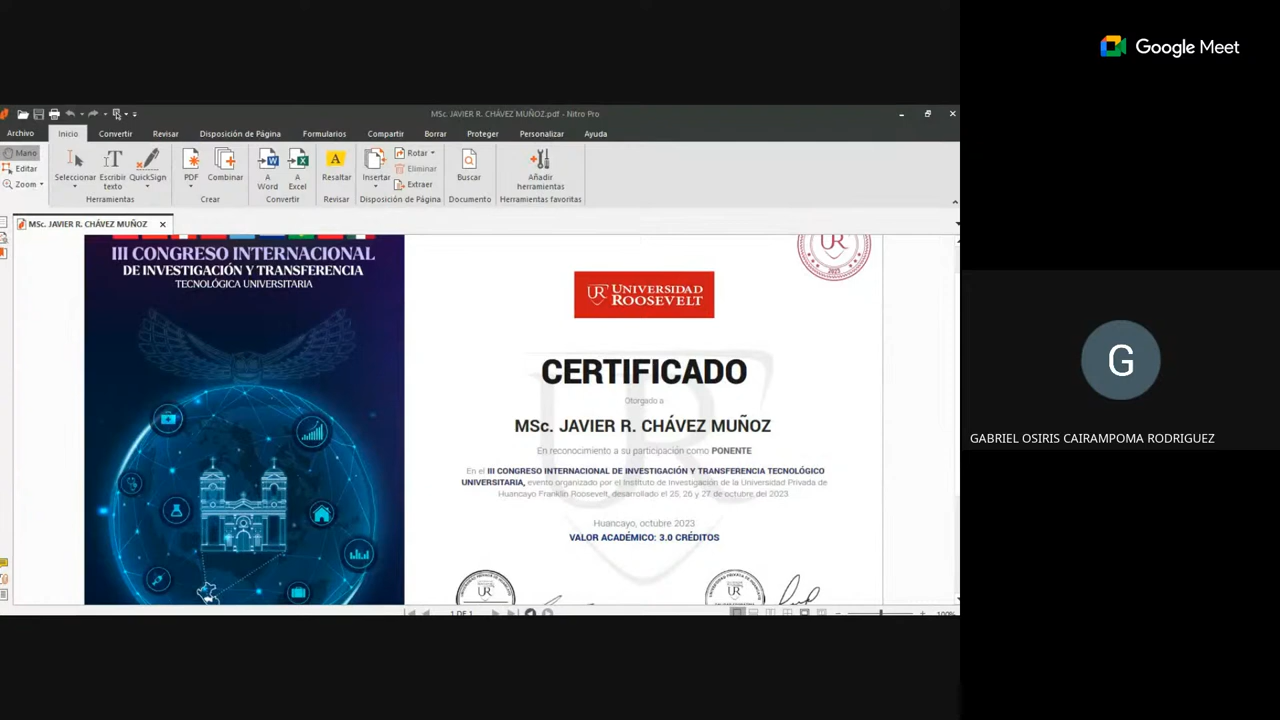 Google Meet
MSc. JAVIER R. CHÁVEZ MUÑOZ.pdf - Nitro Pro
Archivo
Inicio
Convertir
Revisar
Disposición de Página
Formularios
Compartir
Borrar
Proteger
Personalizar
Ayuda
Mano
Editar
Zoom
Seleccionar
Escribir texto
QuickSign
Herramientas
PDF
Combinar
Crear
A Word
A Excel
Convertir
Resaltar
Revisar
Insertar
Rotar
Eliminar
Extraer
Disposición de Página
Buscar
Documento
Añadir herramientas
Herramientas favoritas
MSc. JAVIER R. CHÁVEZ MUÑOZ
III CONGRESO INTERNACIONAL
DE INVESTIGACIÓN Y TRANSFERENCIA
TECNOLÓGICA UNIVERSITARIA
UR
2023
UR UNIVERSIDAD
ROOSEVELT
CERTIFICADO
Otorgado a
MSc. JAVIER R. CHÁVEZ MUÑOZ
En reconocimiento a su participación como PONENTE
En el III CONGRESO INTERNACIONAL DE INVESTIGACIÓN Y TRANSFERENCIA TECNOLÓGICO
UNIVERSITARIA, evento organizado por el Instituto de Investigación de la Universidad Privada de
Huancayo Franklin Roosevelt, desarrollado el 25, 26 y 27 de octubre del 2023
Huancayo, octubre 2023
VALOR ACADÉMICO: 3.0 CRÉDITOS
UR
UR
1 DE 1
100%
G
GABRIEL OSIRIS CAIRAMPOMA RODRIGUEZ